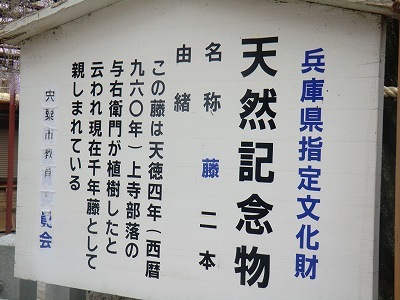 兵庫県指定文化財
天然記念物
名称 藤二本
由緒
この藤は天徳四年(西暦
九六〇年)上寺部落の
与右衛門が植樹したと
云われ現在千年藤として
親しまれている
宍粟市教育委員会